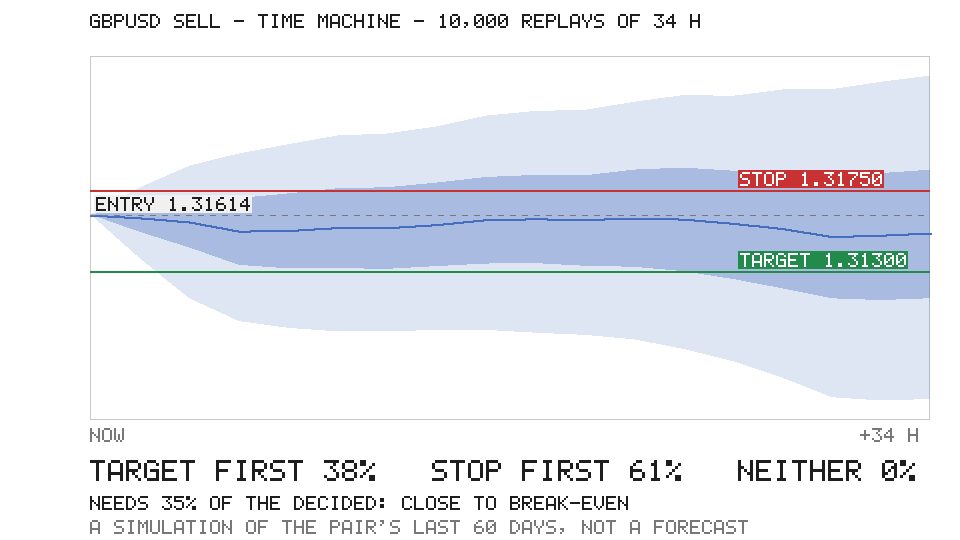 GBPUSD SELL – TIME MACHINE – 10,000 REPLAYS OF 34 H
STOP 1.31750
ENTRY 1.31614
TARGET 1.31300
NOW +34 H
TARGET FIRST 38% STOP FIRST 61% NEITHER 0%
NEEDS 35% OF THE DECIDED: CLOSE TO BREAK-EVEN
A SIMULATION OF THE PAIR'S LAST 60 DAYS, NOT A FORECAST